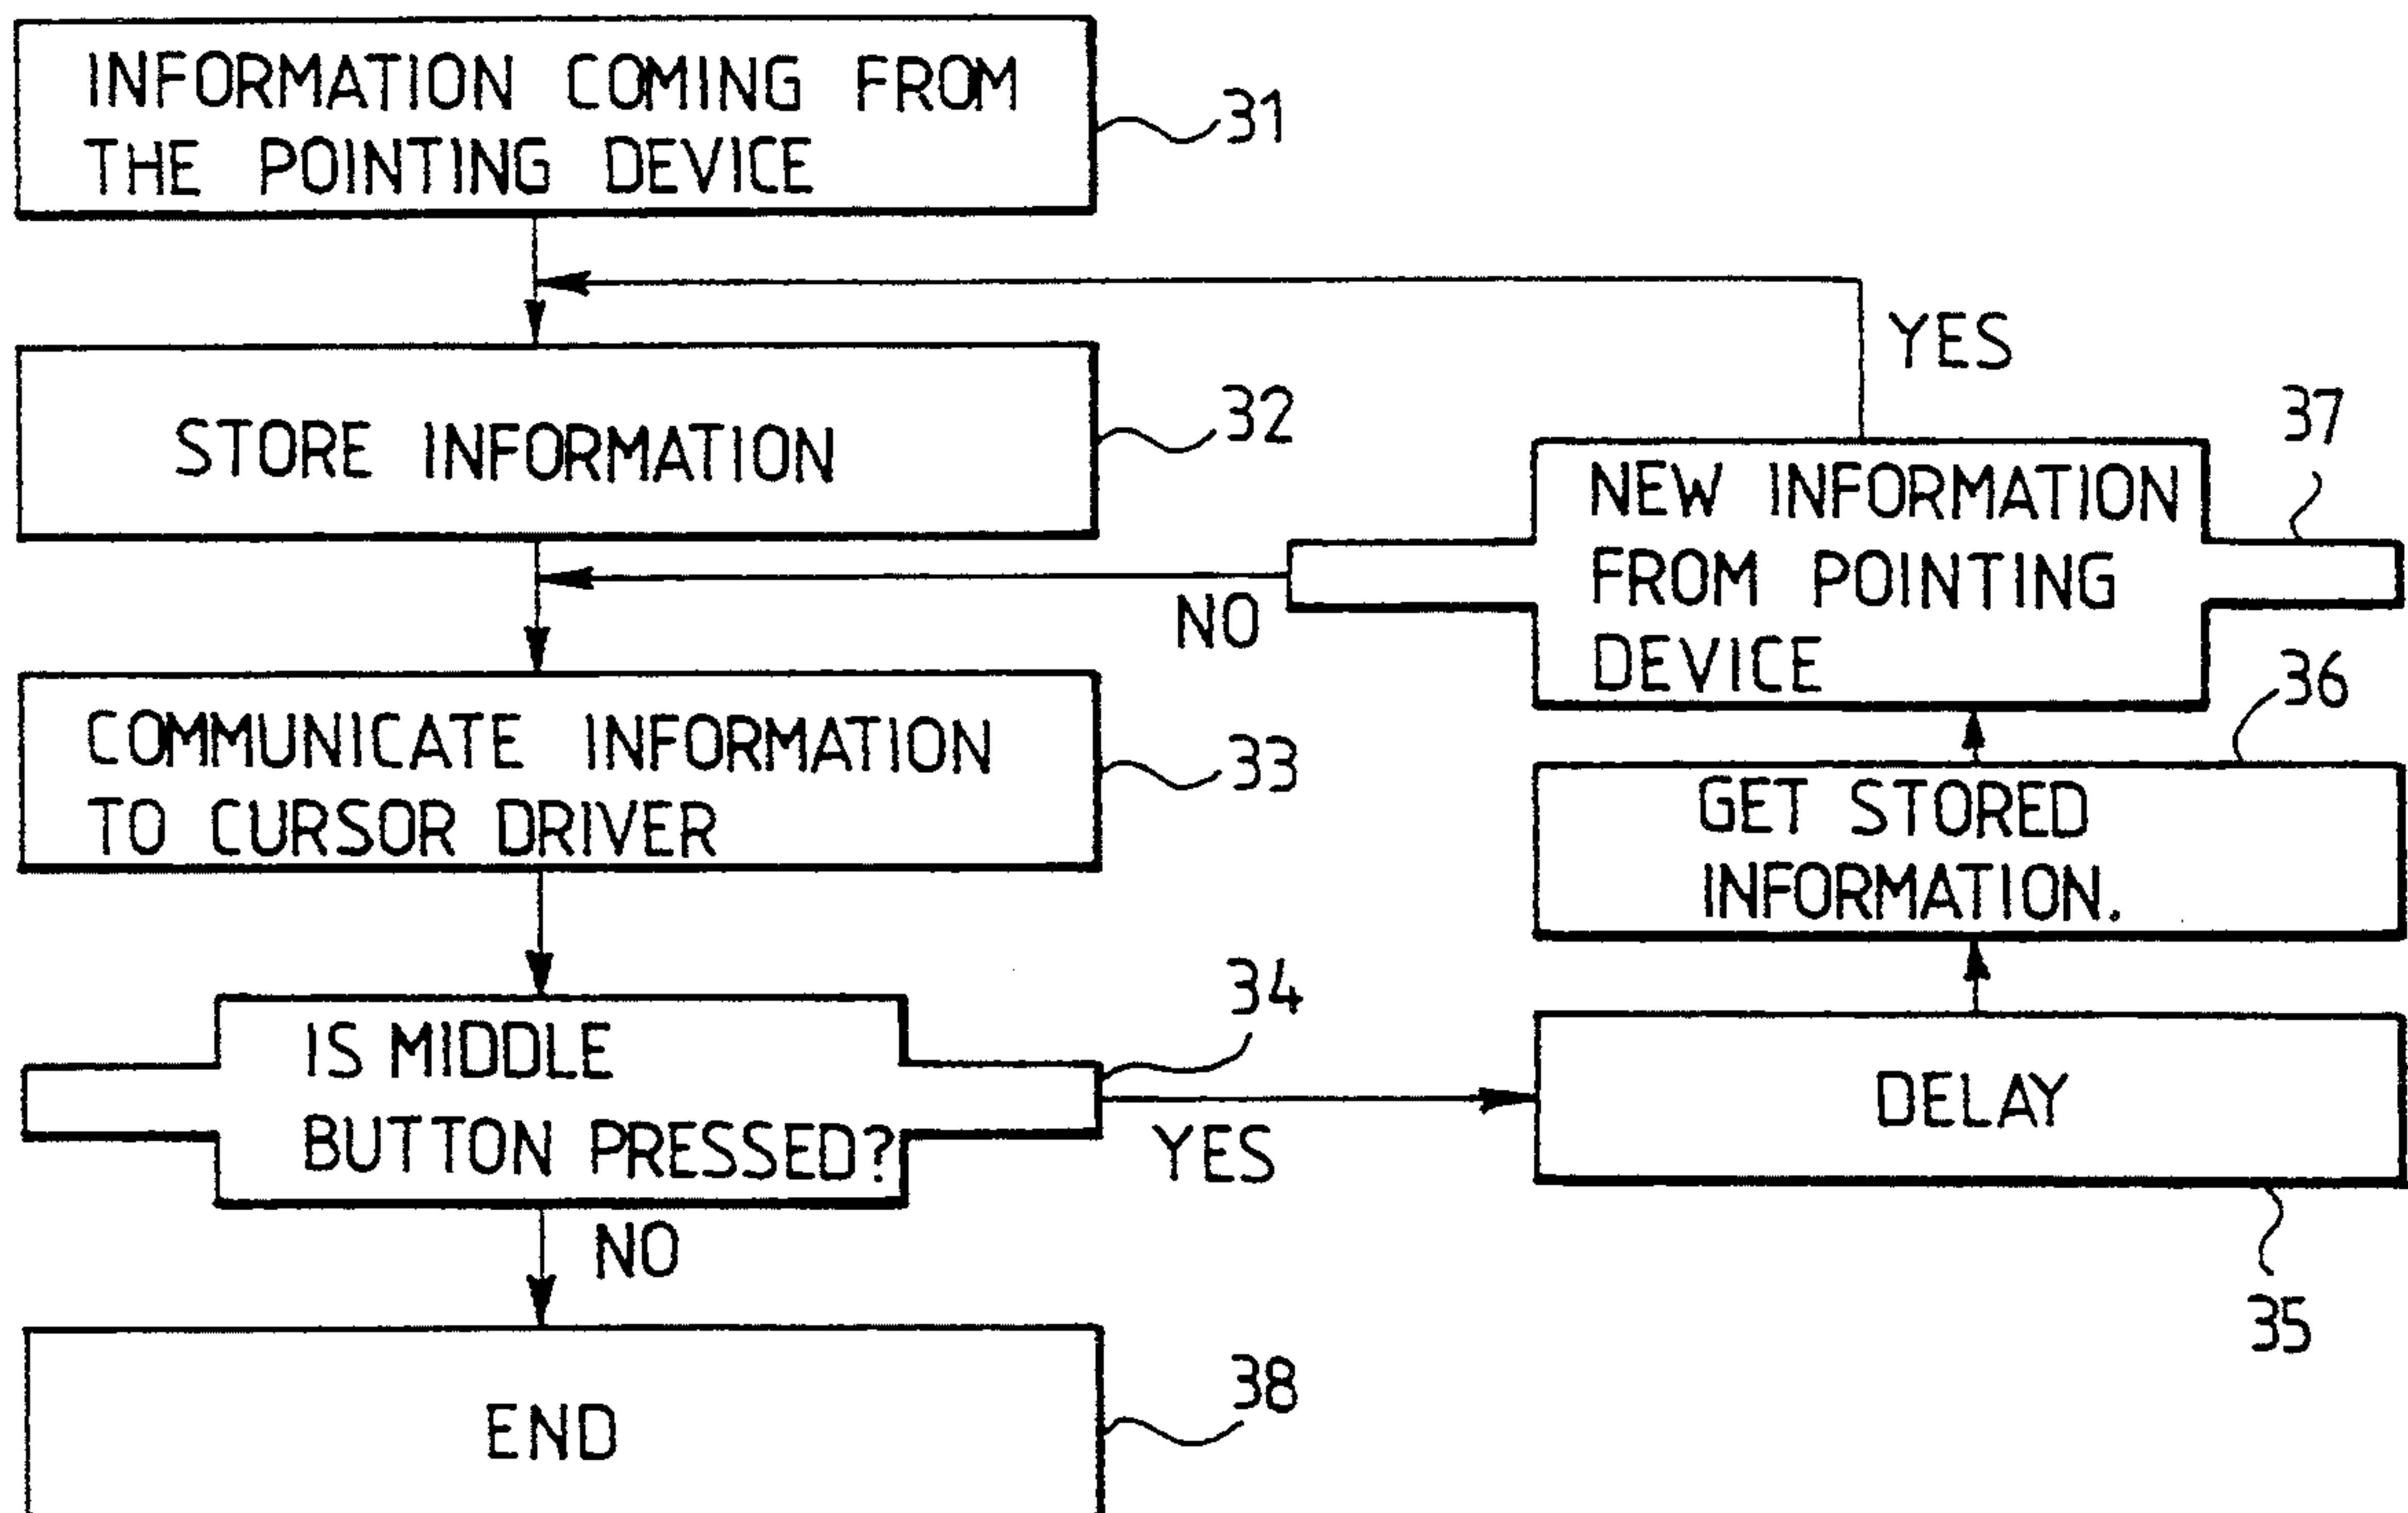 INFORMATION COMING FROM
THE POINTING DEVICE
31
YES
STORE INFORMATION
32
37
NEW INFORMATION
FROM POINTING
DEVICE
NO
COMMUNICATE INFORMATION
TO CURSOR DRIVER
33
36
GET STORED
INFORMATION.
IS MIDDLE
BUTTON PRESSED?
34
YES
DELAY
35
NO
END
38